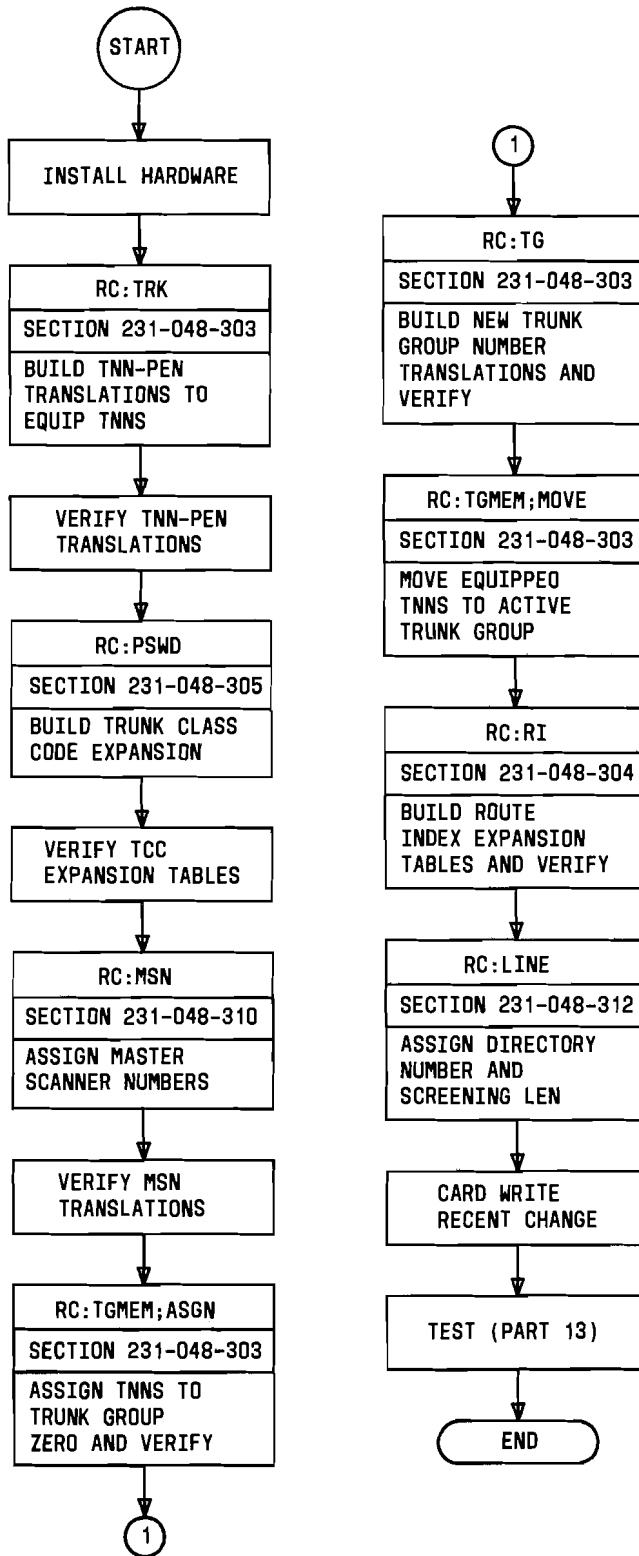 START
INSTALL HARDWARE
RC:TRK
SECTION 231-048-303
BUILD TNN-PEN
TRANSLATIONS TO
EQUIP TNNS
VERIFY TNN-PEN
TRANSLATIONS
RC:PSWD
SECTION 231-048-305
BUILD TRUNK CLASS
CODE EXPANSION
VERIFY TCC
EXPANSION TABLES
RC:MSN
SECTION 231-048-310
ASSIGN MASTER
SCANNER NUMBERS
VERIFY MSN
TRANSLATIONS
RC:TGMEM;ASGN
SECTION 231-048-303
ASSIGN TNNS TO
TRUNK GROUP
ZERO AND VERIFY
1
1
RC:TG
SECTION 231-048-303
BUILD NEW TRUNK
GROUP NUMBER
TRANSLATIONS AND
VERIFY
RC:TGMEM;MOVE
SECTION 231-048-303
MOVE EQUIPPED
TNNS TO ACTIVE
TRUNK GROUP
RC:RI
SECTION 231-048-304
BUILD ROUTE
INDEX EXPANSION
TABLES AND VERIFY
RC:LINE
SECTION 231-048-312
ASSIGN DIRECTORY
NUMBER AND
SCREENING LEN
CARD WRITE
RECENT CHANGE
TEST (PART 13)
END